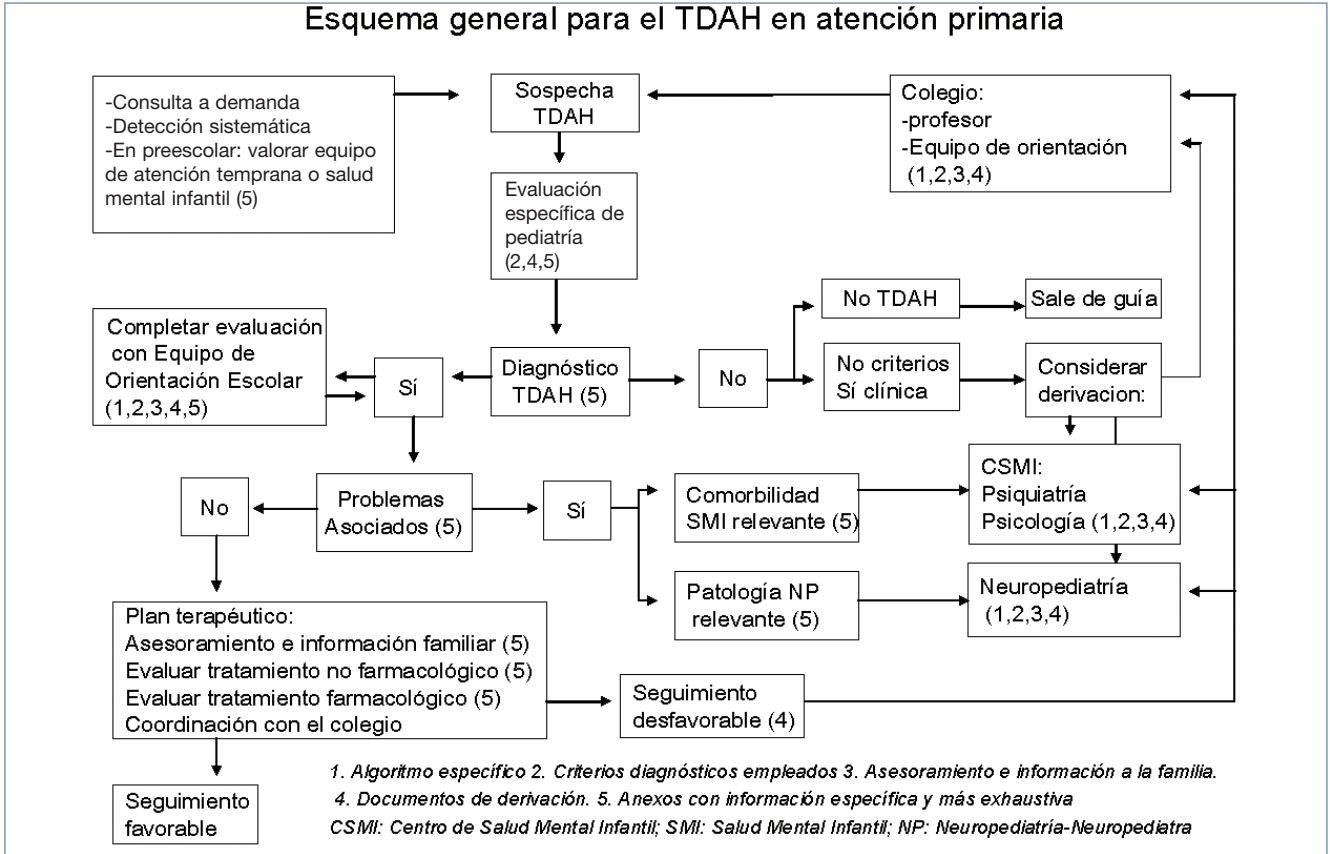 Esquema general para el TDAH en atención primaria
-Consulta a demanda
-Detección sistemática
-En preescolar: valorar equipo
de atención temprana o salud
mental infantil (5)
Sospecha
TDAH
Colegio:
-profesor
-Equipo de orientación
(1,2,3,4)
Evaluación
específica de
pediatría
(2,4,5)
No TDAH
Sale de guía
Completar evaluación
con Equipo de
Orientación Escolar
(1,2,3,4,5)
Sí
Diagnóstico
TDAH (5)
No
No criterios
Sí clínica
Considerar
derivacion:
No
Problemas
Asociados (5)
Sí
Comorbilidad
SMI relevante (5)
CSMI:
Psiquiatría
Psicología (1,2,3,4)
Patología NP
relevante (5)
Neuropediatría
(1,2,3,4)
Plan terapéutico:
Asesoramiento e información familiar (5)
Evaluar tratamiento no farmacológico (5)
Evaluar tratamiento farmacológico (5)
Coordinación con el colegio
Seguimiento
desfavorable (4)
Seguimiento
favorable
1. Algoritmo específico 2. Criterios diagnósticos empleados 3. Asesoramiento e información a la familia.
4. Documentos de derivación. 5. Anexos con información específica y más exhaustiva
CSMI: Centro de Salud Mental Infantil; SMI: Salud Mental Infantil; NP: Neuropediatría-Neuropediatra